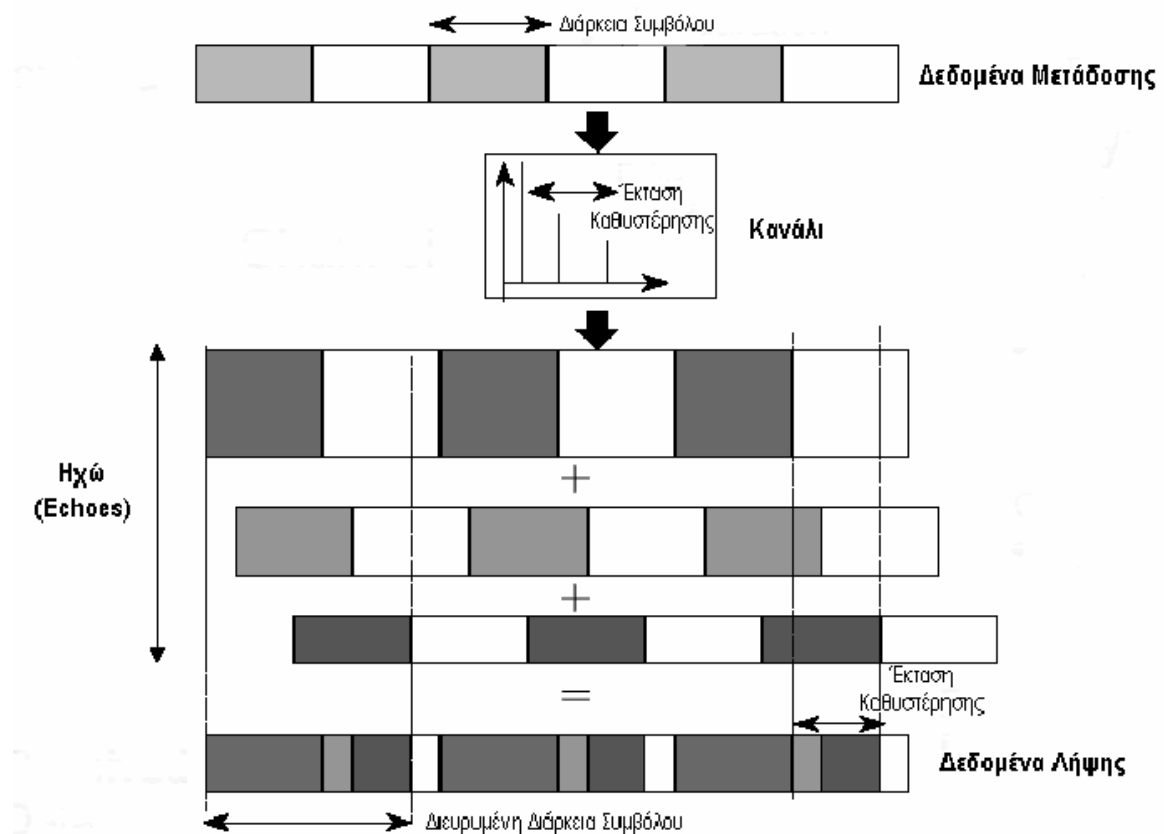 Διάρκεια Συμβόλου
Δεδομένα Μετάδοσης
Έκταση
Καθυστέρησης
Κανάλι
Ηχώ
(Echoes)
+
+
=
Έκταση
Καθυστέρησης
Δεδομένα Λήψης
Διευρυμένη Διάρκεια Συμβόλου